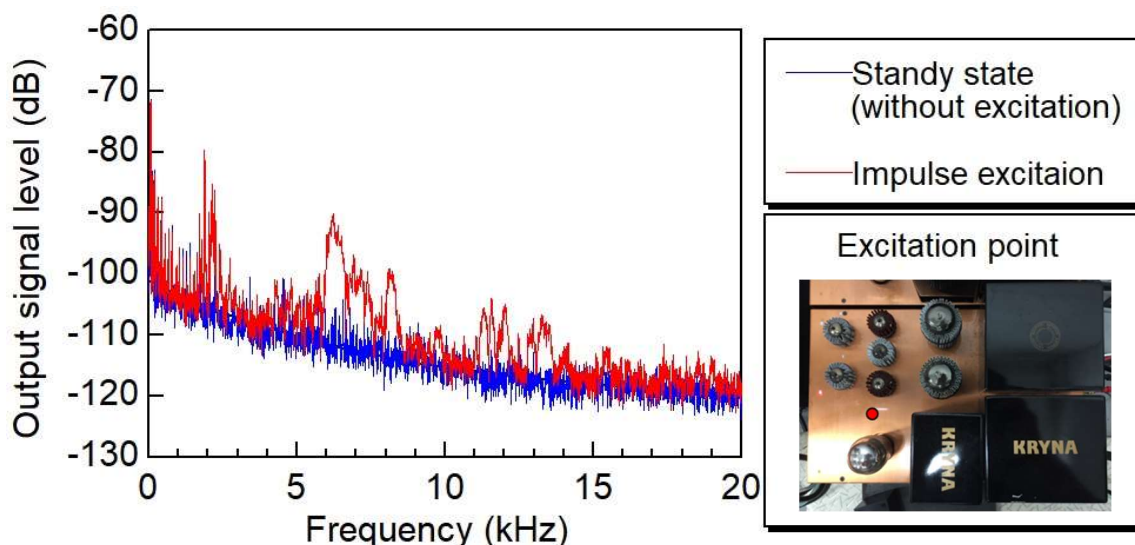 -60
-70
-80
-90
-100
-110
-120
-130
0
5
10
15
20
Output signal level (dB)
Frequency (kHz)
Standy state
(without excitation)
Impulse excitaion
Excitation point
KRYNA
KRYNA